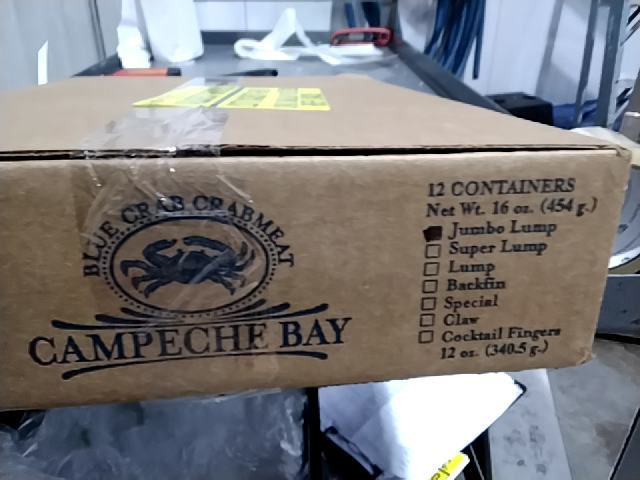 BLUE CRAB CRABMEAT
CAMPECHE BAY
12 CONTAINERS
Net Wt. 16 oz. (454 g.)
Jumbo Lump
Super Lump
Lump
Backfin
Special
Claw
Cocktail Fingers
12 oz. (340.5 g.)